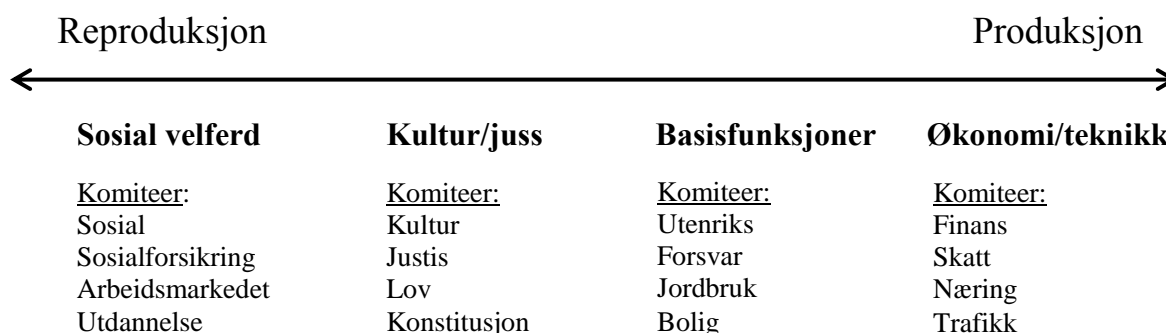 Reproduksjon Produksjon
Sosial velferd Kultur/juss Basisfunksjoner Økonomi/teknikk
Komiteer: Komiteer: Komiteer: Komiteer:
Sosial Kultur Utenriks Finans
Sosialforsikring Justis Forsvar Skatt
Arbeidsmarkedet Lov Jordbruk Næring
Utdannelse Konstitusjon Bolig Trafikk